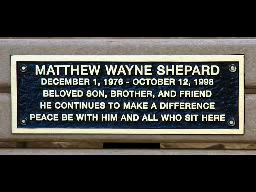 MATTHEW WAYNE SHEPARD
DECEMBER 1, 1976 - OCTOBER 12, 1998
BELOVED SON, BROTHER, AND FRIEND
HE CONTINUES TO MAKE A DIFFERENCE
PEACE BE WITH HIM AND ALL WHO SIT HERE